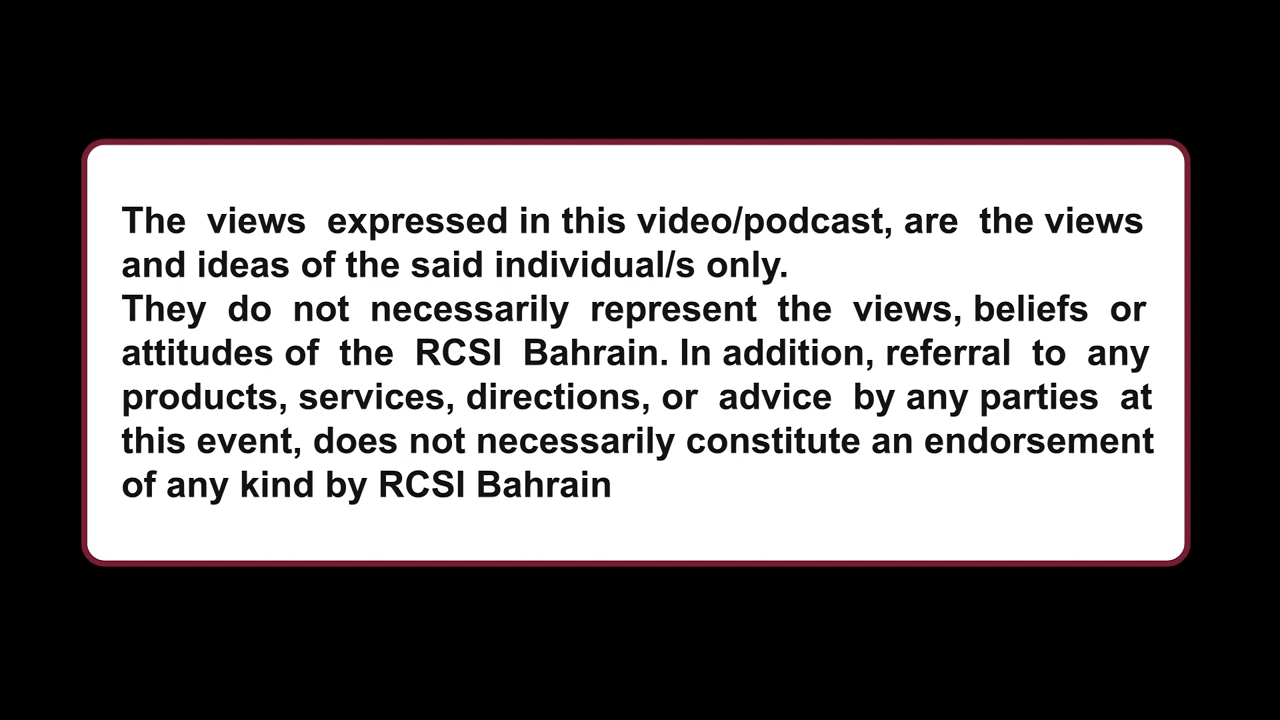 The views expressed in this video/podcast, are the views
and ideas of the said individual/s only.
They do not necessarily represent the views, beliefs or
attitudes of the RCSI Bahrain. In addition, referral to any
products, services, directions, or advice by any parties at
this event, does not necessarily constitute an endorsement
of any kind by RCSI Bahrain